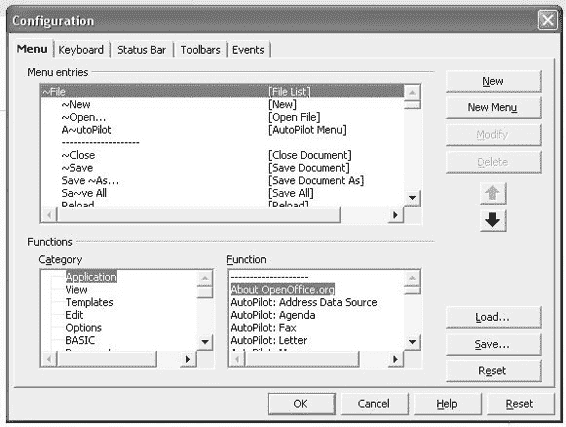 Configuration
Menu Keyboard Status Bar Toolbars Events
Menu entries
~File [File List]
~New [New]
~Open... [Open File]
A~utoPilot [AutoPilot Menu]
--------------------
~Close [Close Document]
~Save [Save Document]
Save ~As... [Save Document As]
Sa~ve All [Save All]
Reload [Reload]
New
New Menu
Modify
Delete
Functions
Category
Application
View
Templates
Edit
Options
BASIC
Function
--------------------
About OpenOffice.org
AutoPilot: Address Data Source
AutoPilot: Agenda
AutoPilot: Fax
AutoPilot: Letter
Load...
Save...
Reset
OK Cancel Help Reset